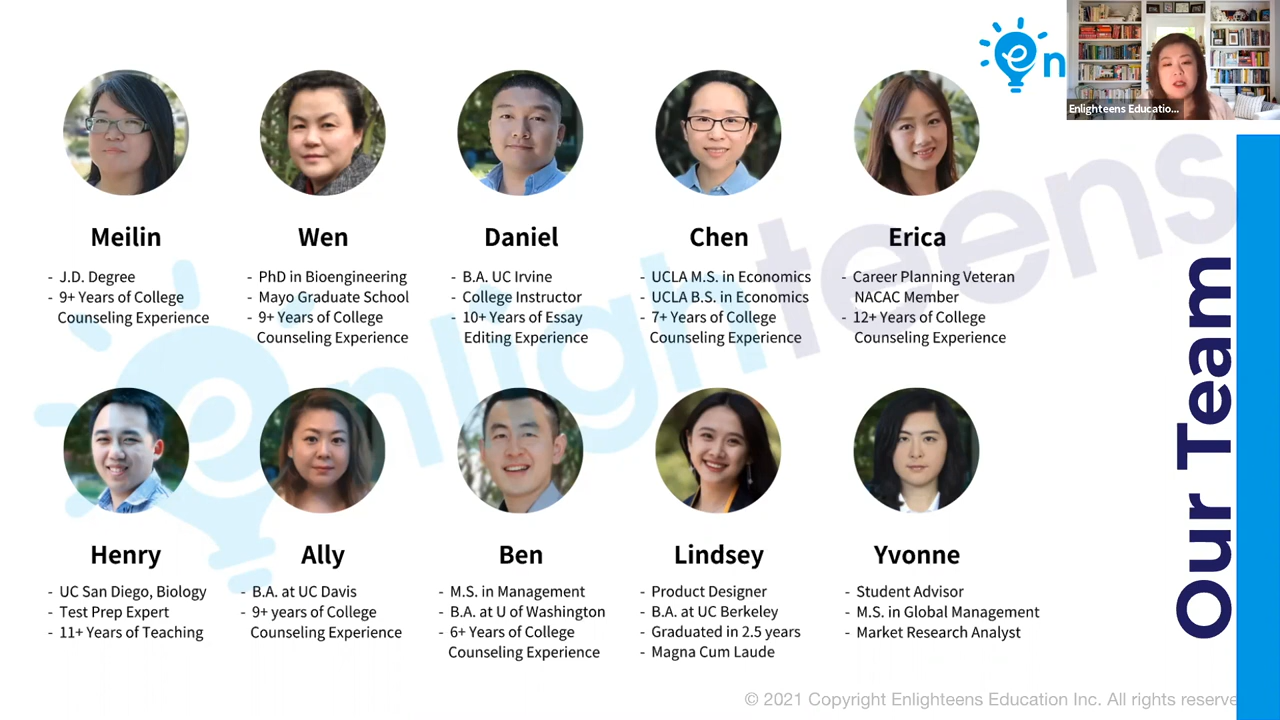 en
Enlighteens Educatio...
enlighteens
Our Team
Meilin
- J.D. Degree
- 9+ Years of College
Counseling Experience
Wen
- PhD in Bioengineering
- Mayo Graduate School
- 9+ Years of College
Counseling Experience
Daniel
- B.A. UC Irvine
- College Instructor
- 10+ Years of Essay
Editing Experience
Chen
- UCLA M.S. in Economics
- UCLA B.S. in Economics
- 7+ Years of College
Counseling Experience
Erica
- Career Planning Veteran
NACAC Member
- 12+ Years of College
Counseling Experience
Henry
- UC San Diego, Biology
- Test Prep Expert
- 11+ Years of Teaching
Ally
- B.A. at UC Davis
- 9+ years of College
Counseling Experience
Ben
- M.S. in Management
- B.A. at U of Washington
- 6+ Years of College
Counseling Experience
Lindsey
- Product Designer
- B.A. at UC Berkeley
- Graduated in 2.5 years
- Magna Cum Laude
Yvonne
- Student Advisor
- M.S. in Global Management
- Market Research Analyst
© 2021 Copyright Enlighteens Education Inc. All rights reserve